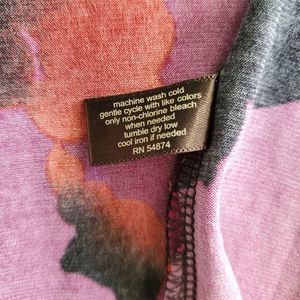 machine wash cold
gentle cycle with like colors
only non-chlorine bleach
when needed
tumble dry low
cool iron if needed
RN 54874